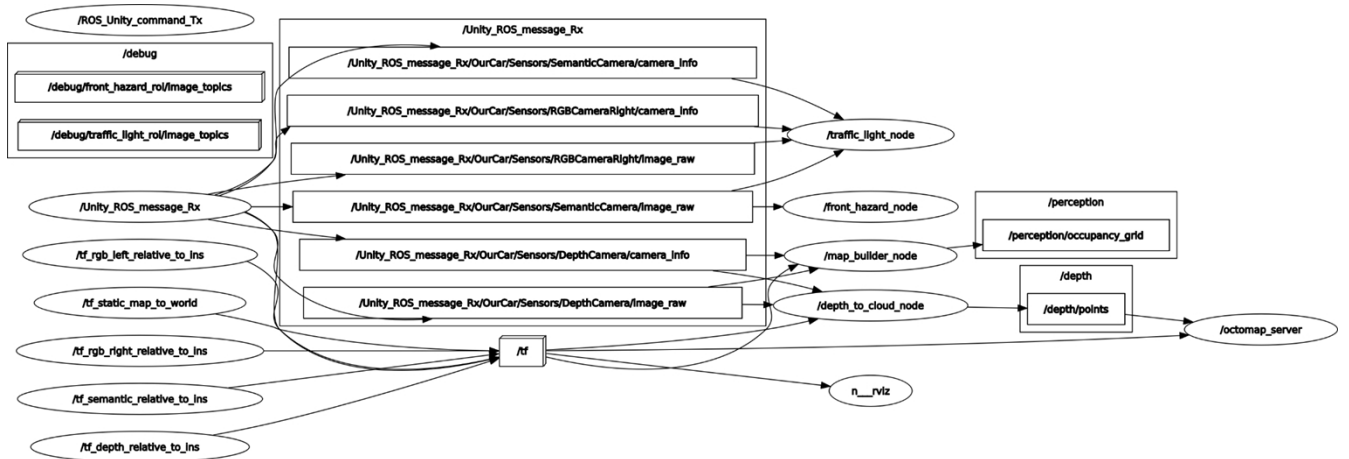 /ROS_Unity_command_Tx
/debug
/debug/front_hazard_roi/image_topics
/debug/traffic_light_roi/image_topics
/Unity_ROS_message_Rx
/tf_rgb_left_relative_to_ins
/tf_static_map_to_world
/tf_rgb_right_relative_to_ins
/tf_semantic_relative_to_ins
/tf_depth_relative_to_ins
/Unity_ROS_message_Rx
/Unity_ROS_message_Rx/OurCar/Sensors/SemanticCamera/camera_info
/Unity_ROS_message_Rx/OurCar/Sensors/RGBCameraRight/camera_info
/Unity_ROS_message_Rx/OurCar/Sensors/RGBCameraRight/image_raw
/Unity_ROS_message_Rx/OurCar/Sensors/SemanticCamera/image_raw
/Unity_ROS_message_Rx/OurCar/Sensors/DepthCamera/camera_info
/Unity_ROS_message_Rx/OurCar/Sensors/DepthCamera/image_raw
/tf
/traffic_light_node
/front_hazard_node
/map_builder_node
/depth_to_cloud_node
n__rviz
/perception
/perception/occupancy_grid
/depth
/depth/points
/octomap_server